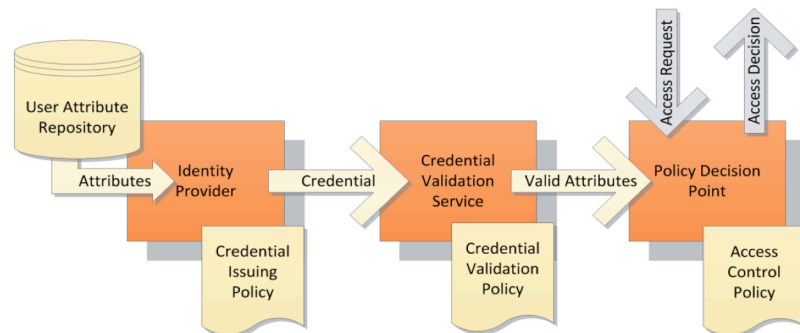 User Attribute
Repository
Attributes
Identity
Provider
Credential
Issuing
Policy
Credential
Credential
Validation
Service
Credential
Validation
Policy
Valid Attributes
Access Request
Access Decision
Policy Decision
Point
Access
Control
Policy